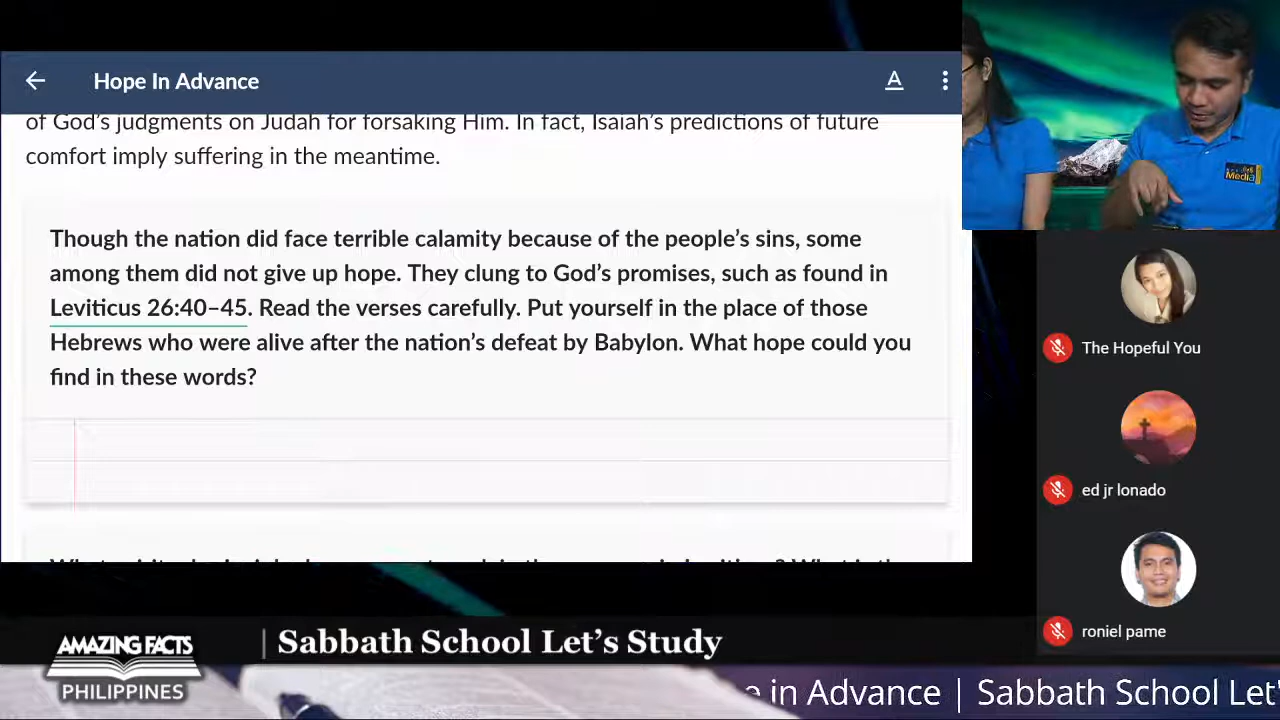 Hope In Advance
A
of God's judgments on Judah for forsaking Him. In fact, Isaiah's predictions of future
comfort imply suffering in the meantime.
Though the nation did face terrible calamity because of the people's sins, some
among them did not give up hope. They clung to God's promises, such as found in
Leviticus 26:40–45. Read the verses carefully. Put yourself in the place of those
Hebrews who were alive after the nation's defeat by Babylon. What hope could you
find in these words?
Media
The Hopeful You
ed jr lonado
roniel pame
AMAZING FACTS
PHILIPPINES
Sabbath School Let's Study
e in Advance | Sabbath School Let'